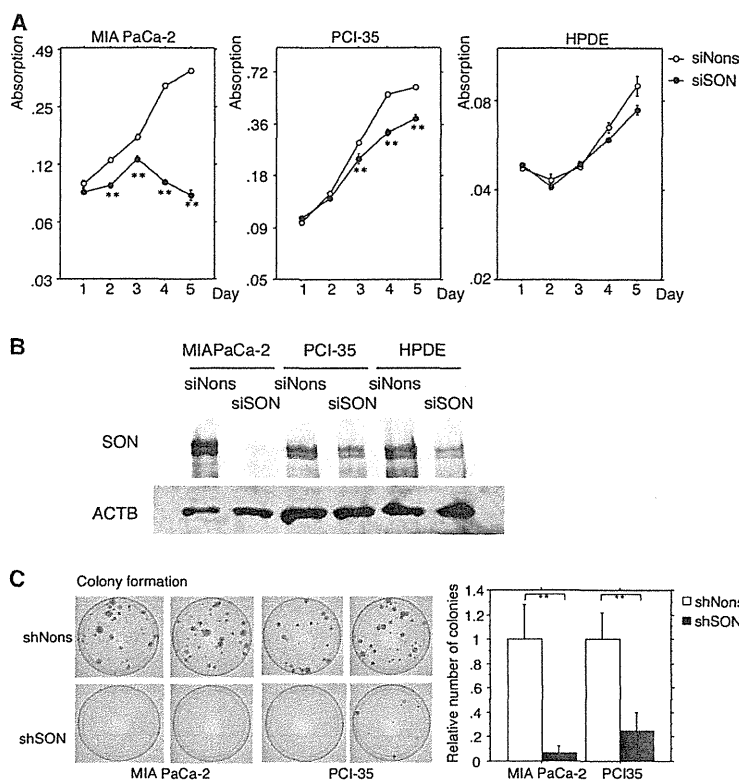 A
MIA PaCa-2
PCI-35
HPDE
Absorption
.49
.25
.12
.06
.03
** ** ** **
1 2 3 4 5 Day
Absorption
.72
.36
.18
.09
.05
** ** **
1 2 3 4 5 Day
Absorption
.08
.04
.02
1 2 3 4 5 Day
siNons
siSON
B
MIAPaCa-2 PCI-35 HPDE
siNons siNons siNons
siSON siSON siSON
SON
ACTB
C
Colony formation
shNons
shSON
MIA PaCa-2 PCI-35
Relative number of colonies
1.4
1.2
1
.8
.6
.4
.2
0
** **
MIA PaCa-2 PCI35
shNons
shSON